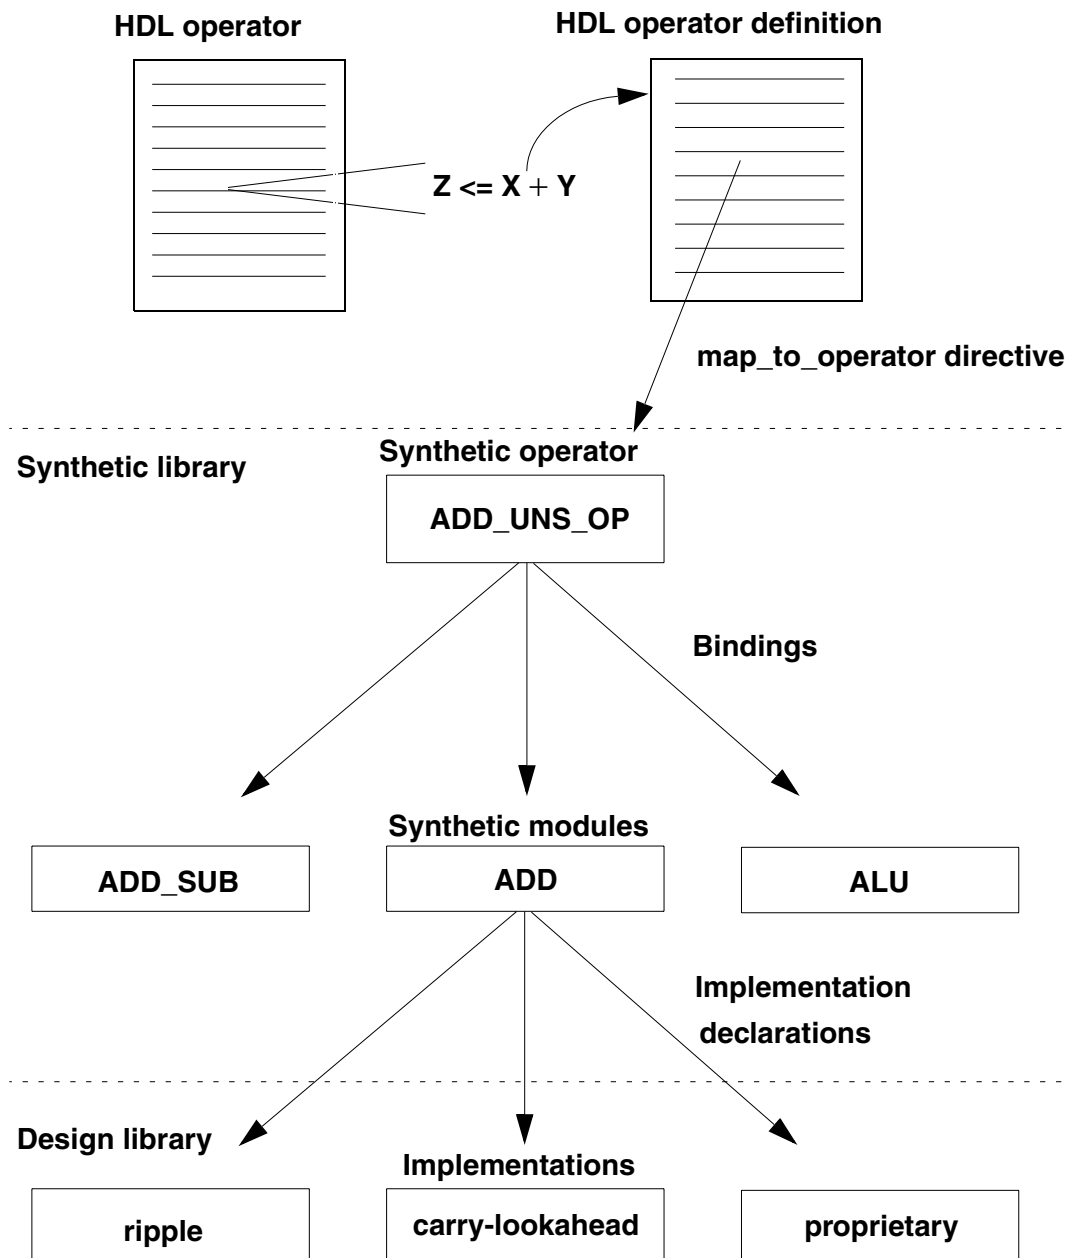 HDL operator
HDL operator definition
Z <= X + Y
map_to_operator directive
Synthetic library
Synthetic operator
ADD_UNS_OP
Bindings
Synthetic modules
ADD_SUB
ADD
ALU
Implementation
declarations
Design library
Implementations
ripple
carry-lookahead
proprietary